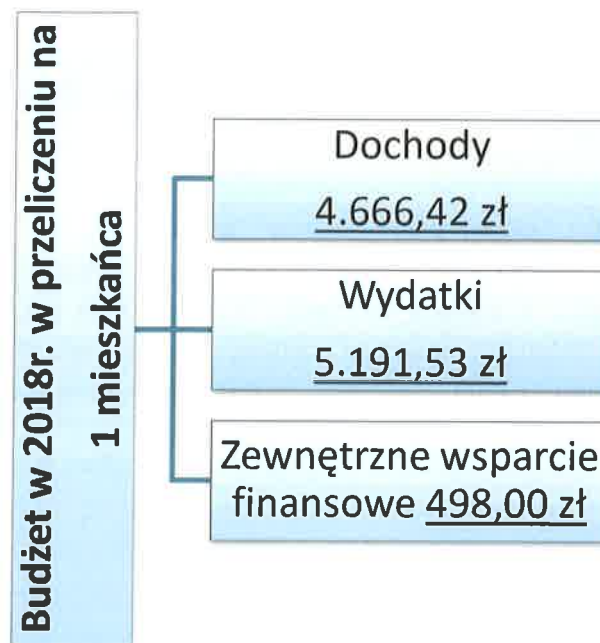 Budżet w 2018r. w przeliczeniu na
1 mieszkańca
Dochody
4.666,42 zł
Wydatki
5.191,53 zł
Zewnętrzne wsparcie
finansowe 498,00 zł